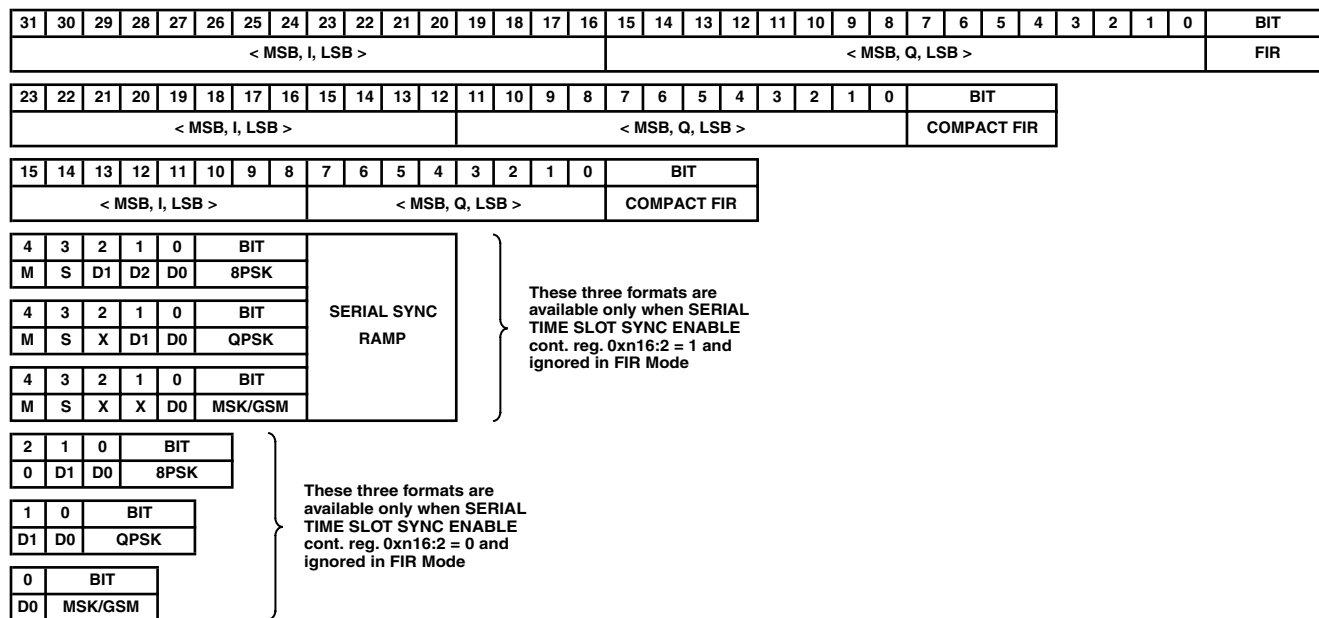 31 30 29 28 27 26 25 24 23 22 21 20 19 18 17 16 15 14 13 12 11 10 9 8 7 6 5 4 3 2 1 0 BIT
< MSB, I, LSB > < MSB, Q, LSB > FIR
23 22 21 20 19 18 17 16 15 14 13 12 11 10 9 8 7 6 5 4 3 2 1 0 BIT
< MSB, I, LSB > < MSB, Q, LSB > COMPACT FIR
15 14 13 12 11 10 9 8 7 6 5 4 3 2 1 0 BIT
< MSB, I, LSB > < MSB, Q, LSB > COMPACT FIR
4 3 2 1 0 BIT
M S D1 D2 D0 8PSK
4 3 2 1 0 BIT
M S X D1 D0 QPSK
4 3 2 1 0 BIT
M S X X D0 MSK/GSM
SERIAL SYNC
RAMP
These three formats are
available only when SERIAL
TIME SLOT SYNC ENABLE
cont. reg. 0xn16:2 = 1 and
ignored in FIR Mode
2 1 0 BIT
0 D1 D0 8PSK
1 0 BIT
D1 D0 QPSK
0 BIT
D0 MSK/GSM
These three formats are
available only when SERIAL
TIME SLOT SYNC ENABLE
cont. reg. 0xn16:2 = 0 and
ignored in FIR Mode